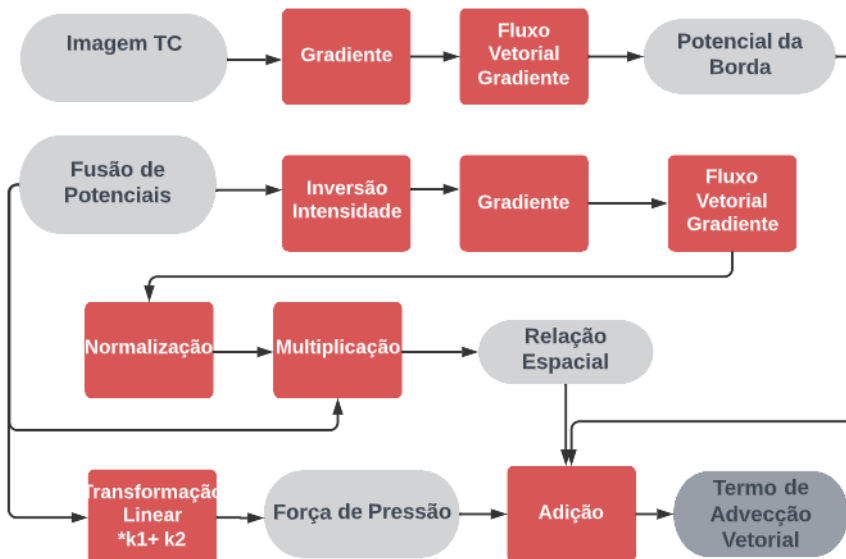 Imagem TC
Gradiente
Fluxo
Vetorial
Gradiente
Potencial da
Borda
Fusão de
Potenciais
Inversão
Intensidade
Gradiente
Fluxo
Vetorial
Gradiente
Normalização
Multiplicação
Relação
Espacial
Transformação
Linear
*k1+ k2
Força de Pressão
Adição
Termo de
Advecção
Vetorial